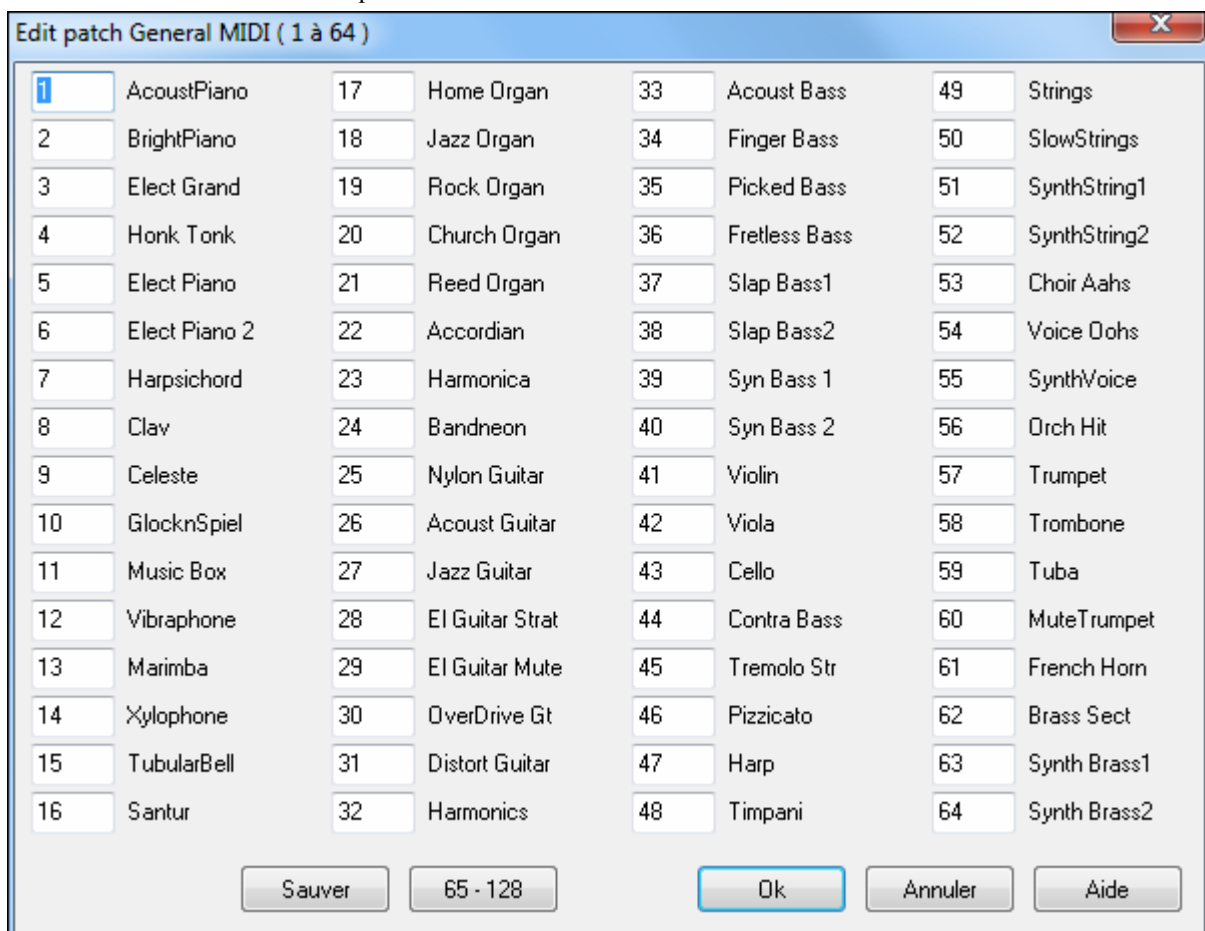 Edit patch General MIDI ( 1 à 64 )
1 AcoustPiano 17 Home Organ 33 Acoust Bass 49 Strings
2 BrightPiano 18 Jazz Organ 34 Finger Bass 50 SlowStrings
3 Elect Grand 19 Rock Organ 35 Picked Bass 51 SynthString1
4 Honk Tonk 20 Church Organ 36 Fretless Bass 52 SynthString2
5 Elect Piano 21 Reed Organ 37 Slap Bass1 53 Choir Aahs
6 Elect Piano 2 22 Accordian 38 Slap Bass2 54 Voice Oohs
7 Harpsichord 23 Harmonica 39 Syn Bass 1 55 SynthVoice
8 Clav 24 Bandneon 40 Syn Bass 2 56 Orch Hit
9 Celeste 25 Nylon Guitar 41 Violin 57 Trumpet
10 GlocknSpiel 26 Acoust Guitar 42 Viola 58 Trombone
11 Music Box 27 Jazz Guitar 43 Cello 59 Tuba
12 Vibraphone 28 El Guitar Strat 44 Contra Bass 60 MuteTrumpet
13 Marimba 29 El Guitar Mute 45 Tremolo Str 61 French Horn
14 Xylophone 30 OverDrive Gt 46 Pizzicato 62 Brass Sect
15 TubularBell 31 Distort Guitar 47 Harp 63 Synth Brass1
16 Santur 32 Harmonics 48 Timpani 64 Synth Brass2
Sauver 65 - 128 Ok Annuler Aide